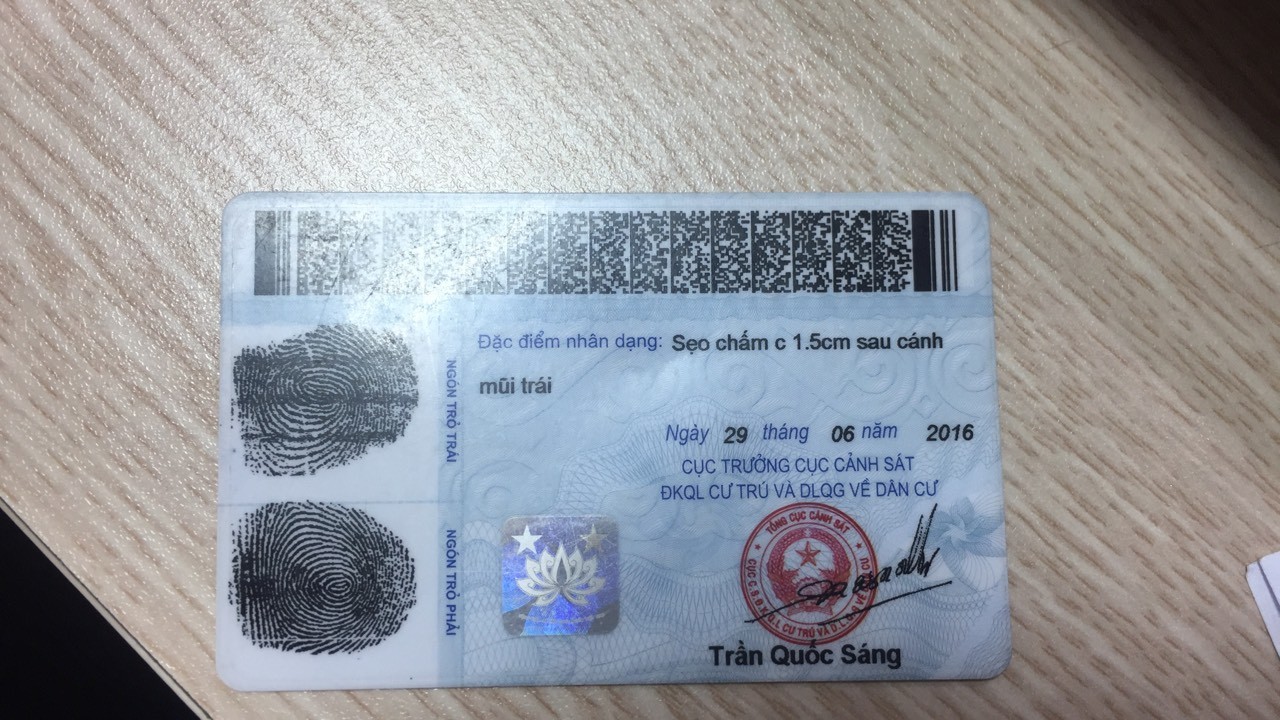 Đặc điểm nhân dạng: Sẹo chấm c 1.5cm sau cánh
mũi trái
NGÓN TRỎ TRÁI
NGÓN TRỎ PHẢI
Ngày 29 tháng 06 năm 2016
CỤC TRƯỞNG CỤC CẢNH SÁT
ĐKQL CƯ TRÚ VÀ DLQG VỀ DÂN CƯ
TỔNG CỤC CẢNH SÁT
Trần Quốc Sáng